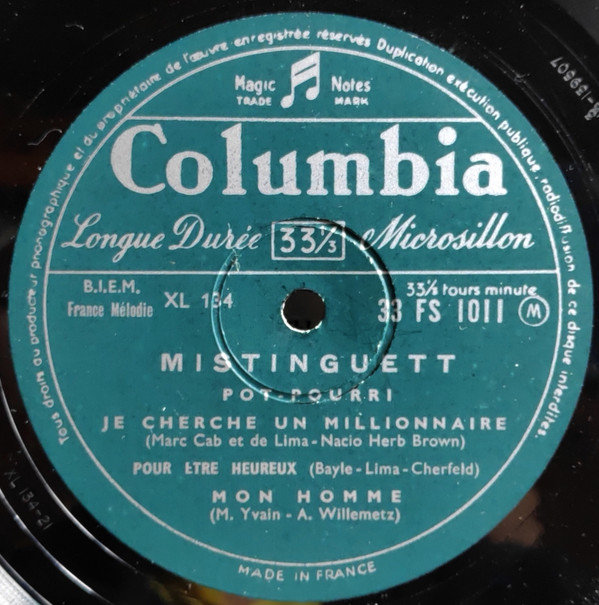 Tous droits du producteur phonographique et du propriétaire de l'œuvre enregistrée réservés Duplication exécution publique, radiodiffusion de ce disque interdites.
Magic Notes
TRADE MARK
Columbia
Longue Durée 33⅓ Microsillon
B.I.E.M.
France Mélodie
XL 134
33⅓ tours minute
33 FS 1011 M
MISTINGUETT
POT POURRI
JE CHERCHE UN MILLIONNAIRE
(Marc Cab et de Lima-Nacio Herb Brown)
POUR ETRE HEUREUX (Bayle-Lima-Cherfeld)
MON HOMME
(M. Yvain - A. Willemetz)
MADE IN FRANCE
XL 134-21